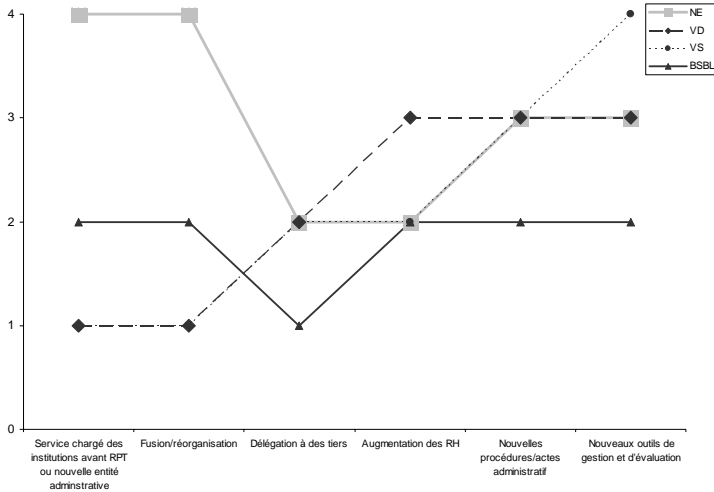 4
3
2
1
0
NE
VD
VS
BSBL
Service chargé des
institutions avant RPT
ou nouvelle entité
adminstrative
Fusion/réorganisation
Délégation à des tiers
Augmentation des RH
Nouvelles
procédures/actes
administratif
Nouveaux outils de
gestion et d'évaluation